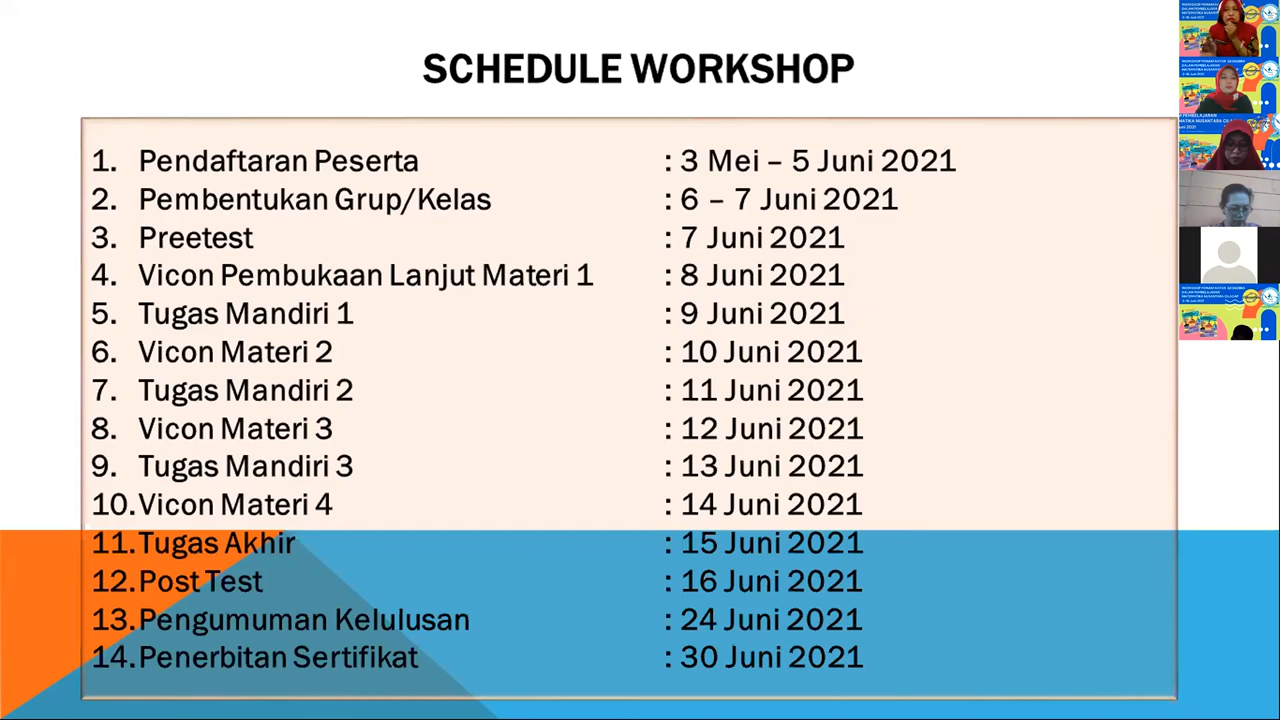 SCHEDULE WORKSHOP
1. Pendaftaran Peserta : 3 Mei – 5 Juni 2021
2. Pembentukan Grup/Kelas : 6 – 7 Juni 2021
3. Preetest : 7 Juni 2021
4. Vicon Pembukaan Lanjut Materi 1 : 8 Juni 2021
5. Tugas Mandiri 1 : 9 Juni 2021
6. Vicon Materi 2 : 10 Juni 2021
7. Tugas Mandiri 2 : 11 Juni 2021
8. Vicon Materi 3 : 12 Juni 2021
9. Tugas Mandiri 3 : 13 Juni 2021
10. Vicon Materi 4 : 14 Juni 2021
11. Tugas Akhir : 15 Juni 2021
12. Post Test : 16 Juni 2021
13. Pengumuman Kelulusan : 24 Juni 2021
14. Penerbitan Sertifikat : 30 Juni 2021